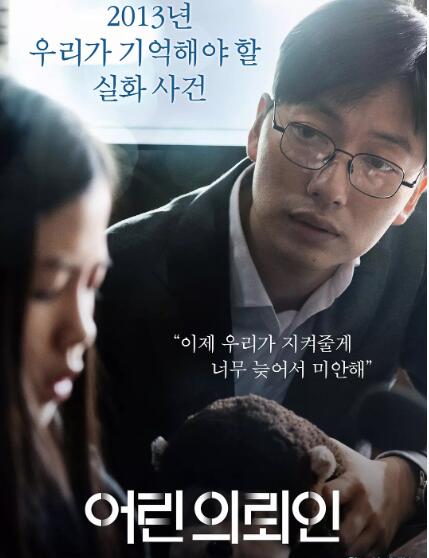 2013년
우리가 기억해야 할
실화 사건
“이제 우리가 지켜줄게
너무 늦어서 미안해”
어린 의뢰인